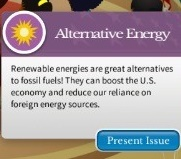 Alternative Energy
Renewable energies are great alternatives
to fossil fuels! They can boost the U.S.
economy and reduce our reliance on
foreign energy sources.
Present Issue